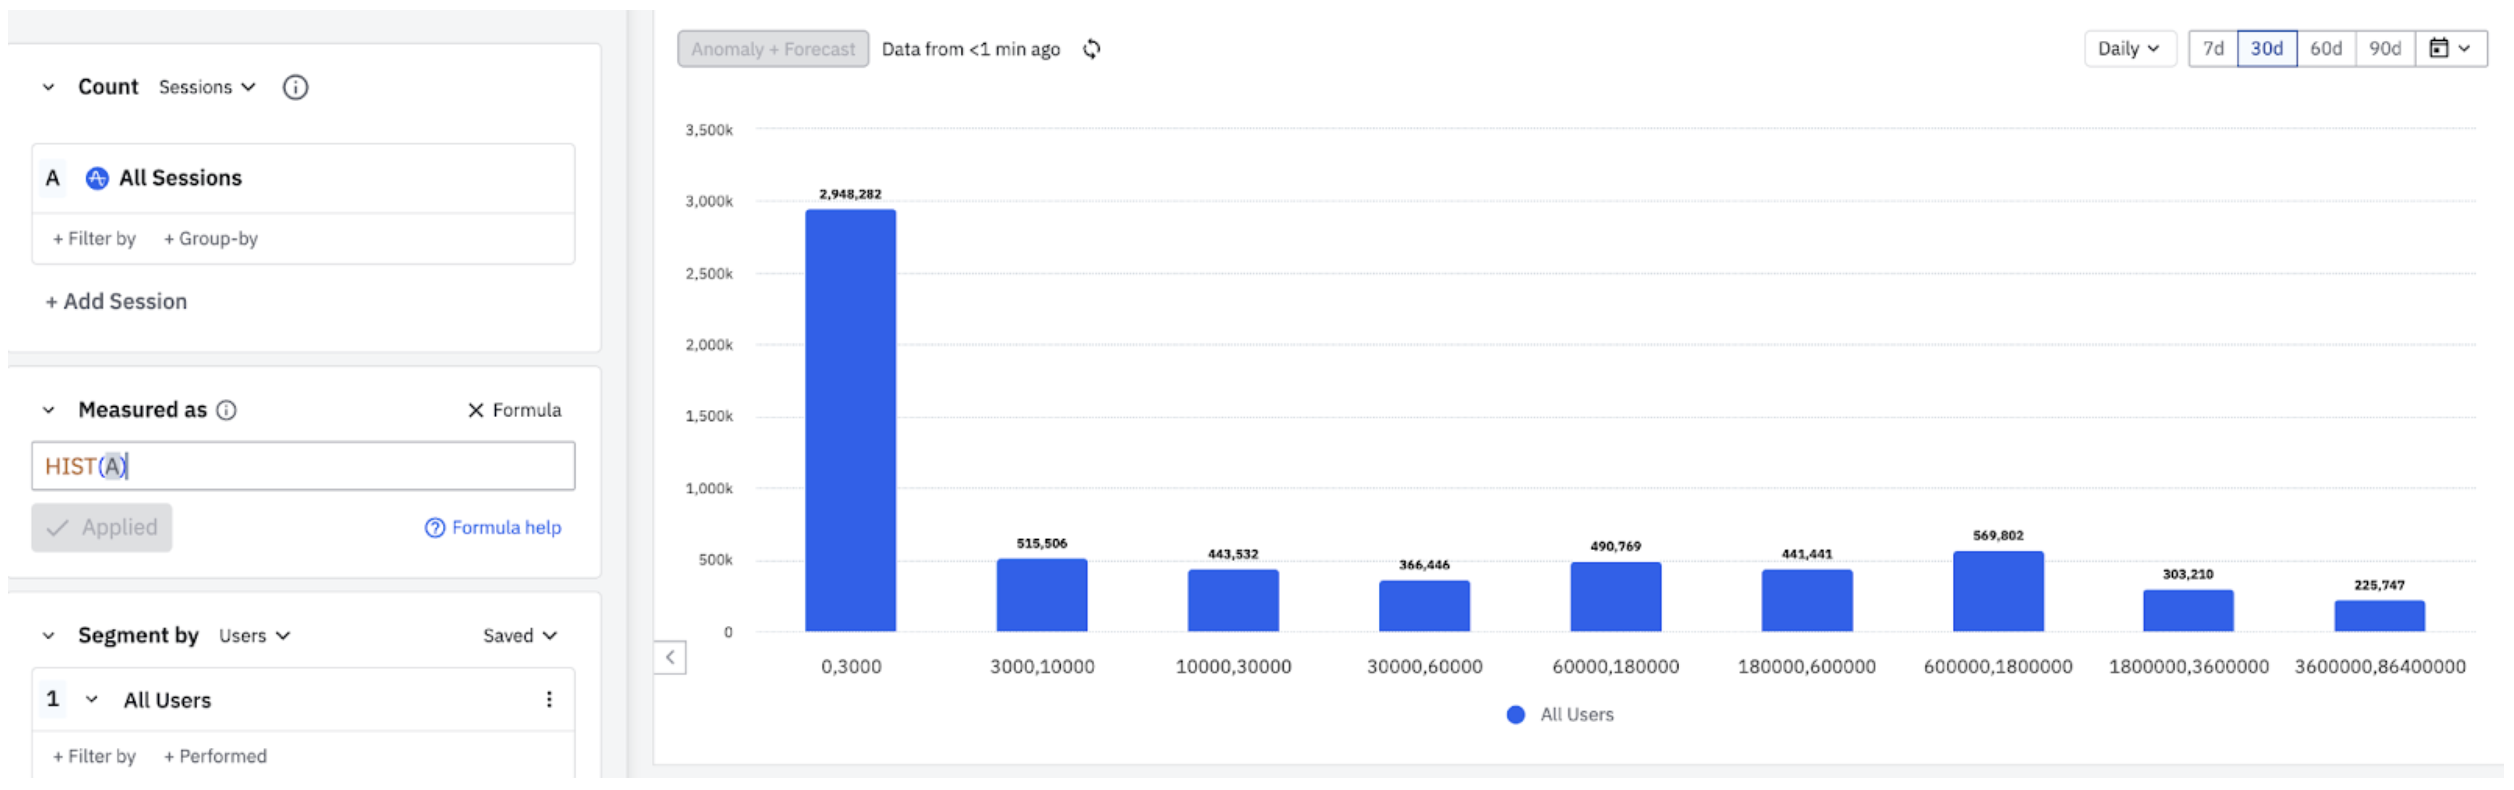 Count Sessions
A All Sessions
+ Filter by + Group-by
+ Add Session
Measured as Formula
HIST(A)
Applied Formula help
Segment by Users Saved
1 All Users
+ Filter by + Performed
Anomaly + Forecast Data from <1 min ago Daily 7d 30d 60d 90d
3,500k
3,000k
2,500k
2,000k
1,500k
1,000k
500k
0
2,948,282
515,506
443,532
366,446
490,769
441,441
569,802
303,210
225,747
0,3000 3000,10000 10000,30000 30000,60000 60000,180000 180000,600000 600000,1800000 1800000,3600000 3600000,86400000
All Users